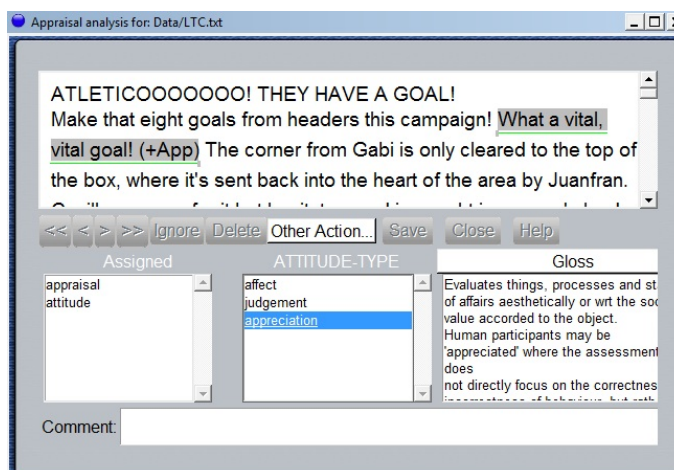 Appraisal analysis for: Data/LTC.txt
ATLETICOOOOOOO! THEY HAVE A GOAL!
Make that eight goals from headers this campaign! What a vital,
vital goal! (+App) The corner from Gabi is only cleared to the top of
the box, where it's sent back into the heart of the area by Juanfran.
<< < > >> Ignore Delete Other Action... Save Close Help
Assigned ATTITUDE-TYPE Gloss
appraisal
attitude
affect
judgement
appreciation
Evaluates things, processes and st
of affairs aesthetically or wrt the soc
value accorded to the object.
Human participants may be
'appreciated' where the assessment
does
not directly focus on the correctnes
Comment: